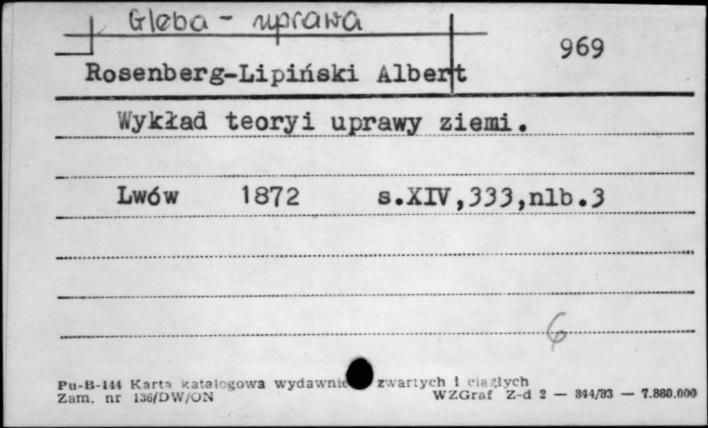 Gleba - uprawa
969
Rosenberg-Lipiński Albert
Wykład teoryi uprawy ziemi.
Lwów 1872 s.XIV,333,nlb.3
6
Pu-B-144 Karta katalogowa wydawnic zwartych i ciągłych
Zam. nr 136/DW/ON WZGraf Z-d 2 — 344/83 — 7.880.000